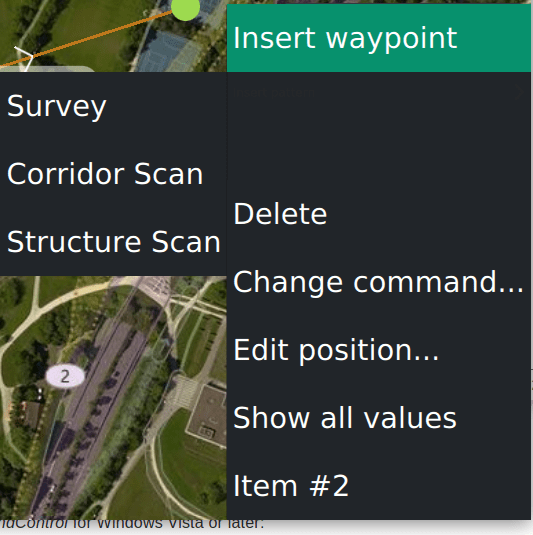 Insert waypoint
Survey
Corridor Scan
Structure Scan
Delete
Change command...
Edit position...
Show all values
Item #2
2
Control for Windows Vista or later: